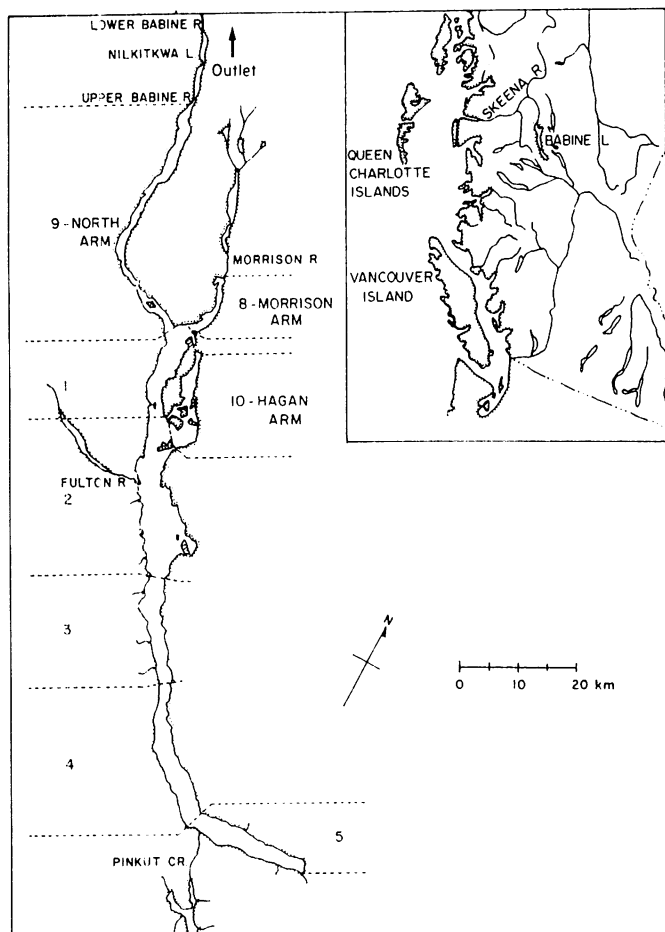 LOWER BABINE R
NILKITKWA L
Outlet
UPPER BABINE R
9-NORTH
ARM
MORRISON R
8-MORRISON
ARM
1
10-HAGAN
ARM
FULTON R
2
3
4
5
PINKUT CR
N
0 10 20 km
SKEENA R
BABINE L
QUEEN
CHARLOTTE
ISLANDS
VANCOUVER
ISLAND